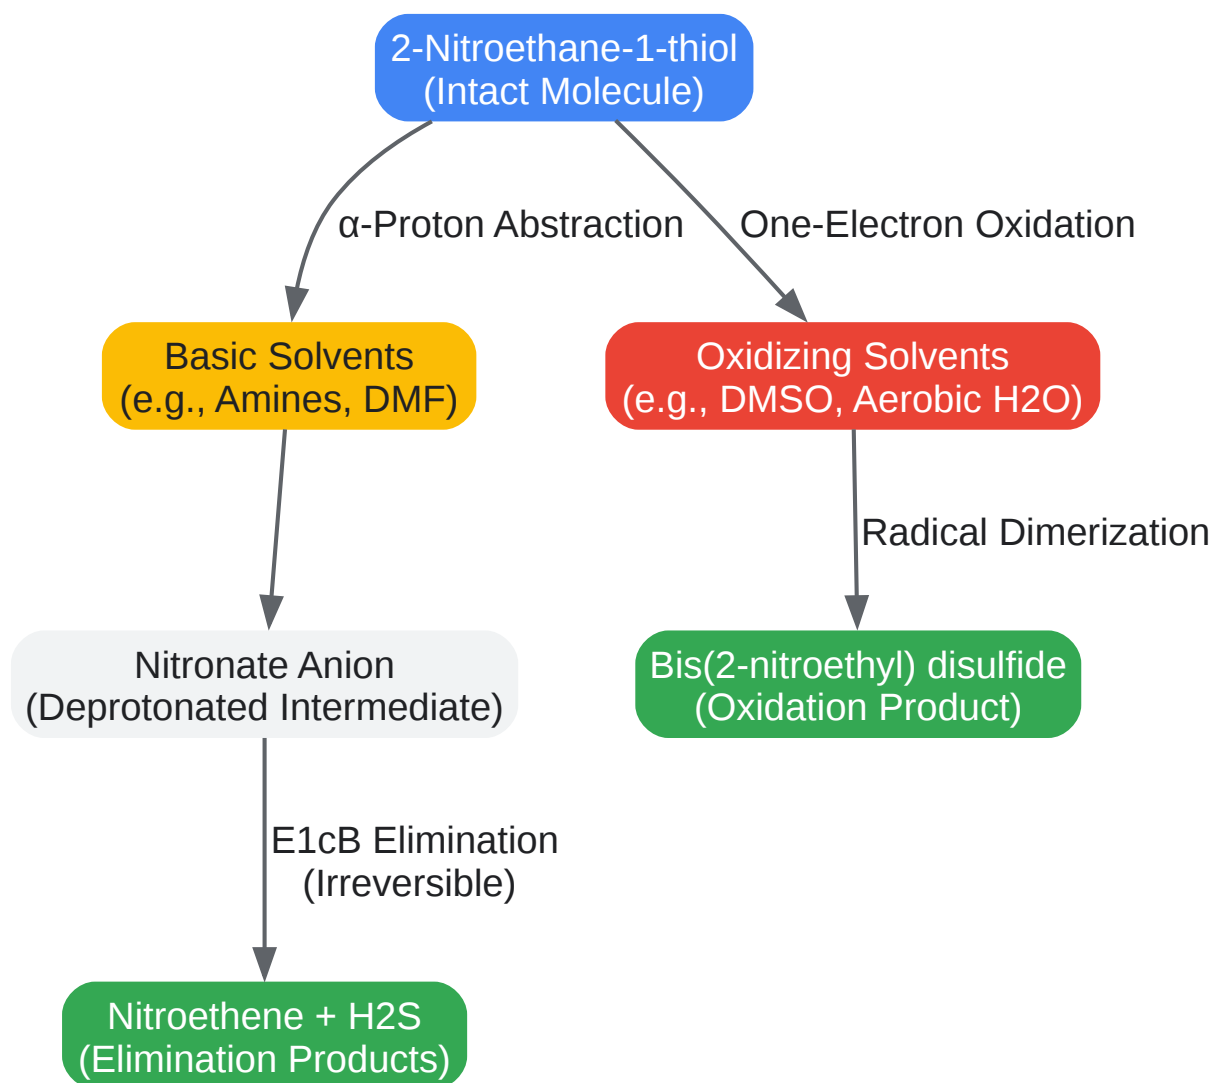 2-Nitroethane-1-thiol
(Intact Molecule)
α-Proton Abstraction
One-Electron Oxidation
Basic Solvents
(e.g., Amines, DMF)
Oxidizing Solvents
(e.g., DMSO, Aerobic H2O)
Radical Dimerization
Nitronate Anion
(Deprotonated Intermediate)
Bis(2-nitroethyl) disulfide
(Oxidation Product)
E1cB Elimination
(Irreversible)
Nitroethene + H2S
(Elimination Products)